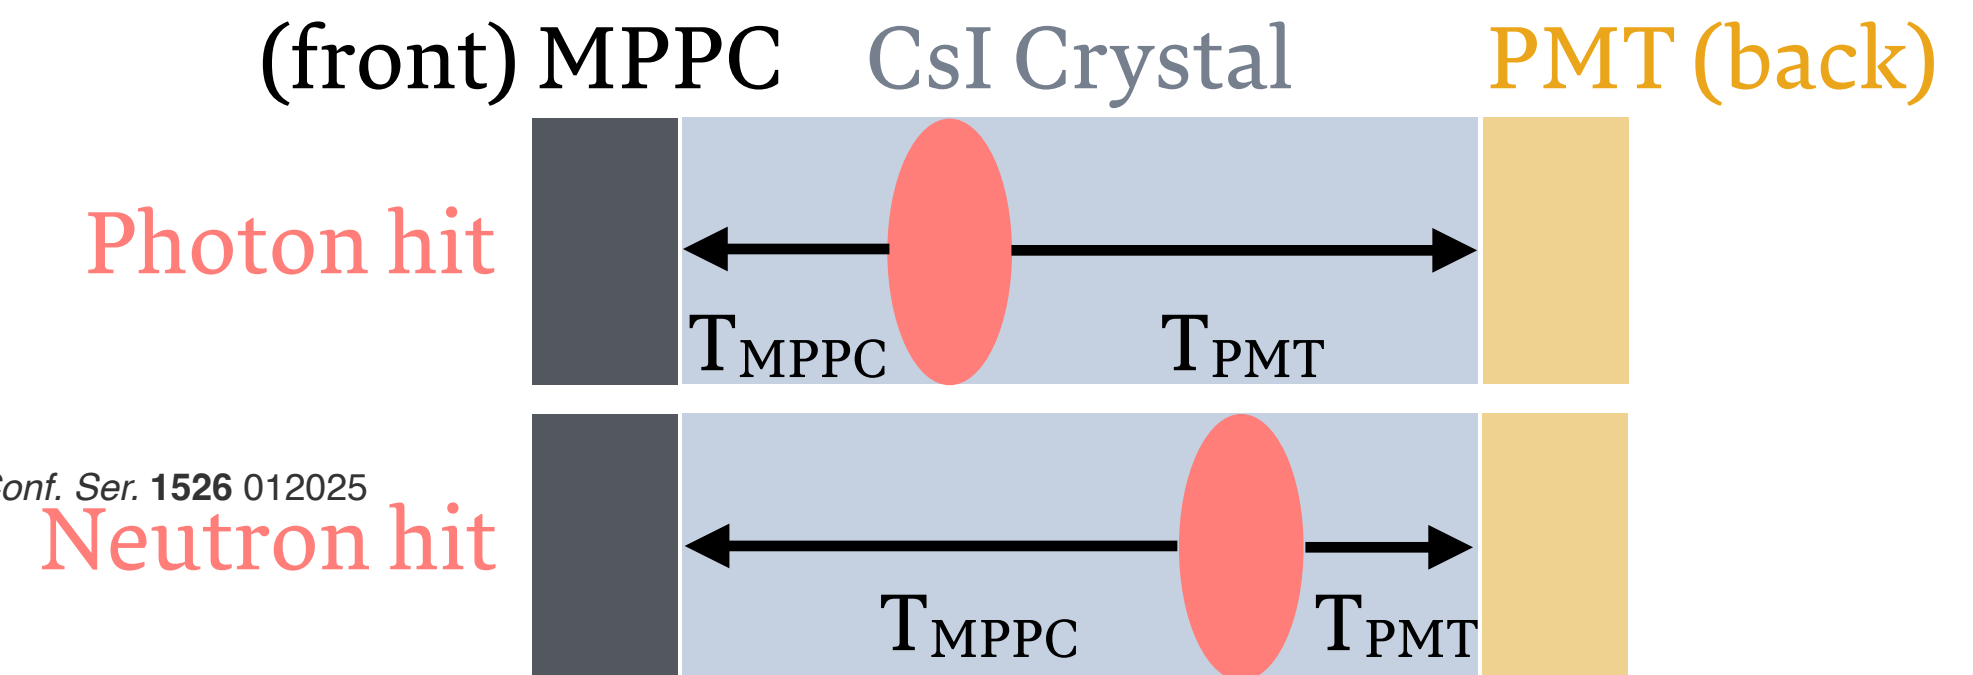 (front) MPPC CsI Crystal PMT (back)
Photon hit
TMPPC TPMT
Conf. Ser. 1526 012025
Neutron hit
TMPPC TPMT